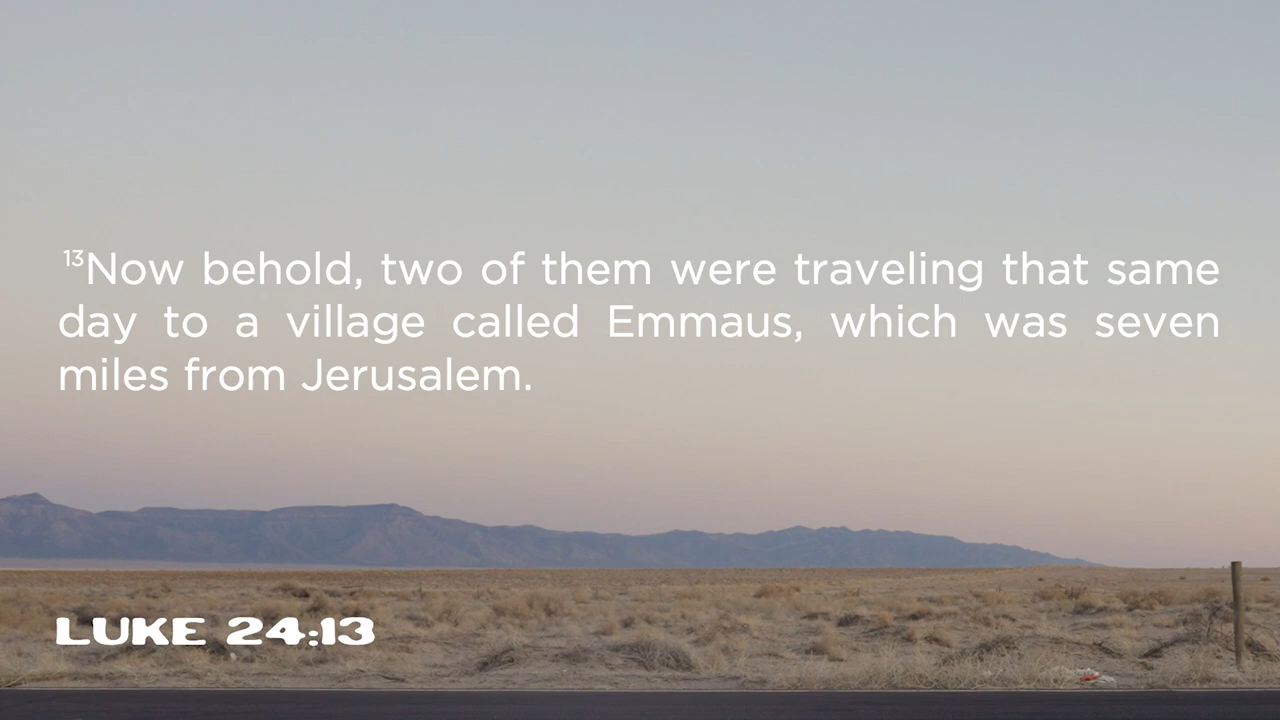 ¹³Now behold, two of them were traveling that same
day to a village called Emmaus, which was seven
miles from Jerusalem.
LUKE 24:13